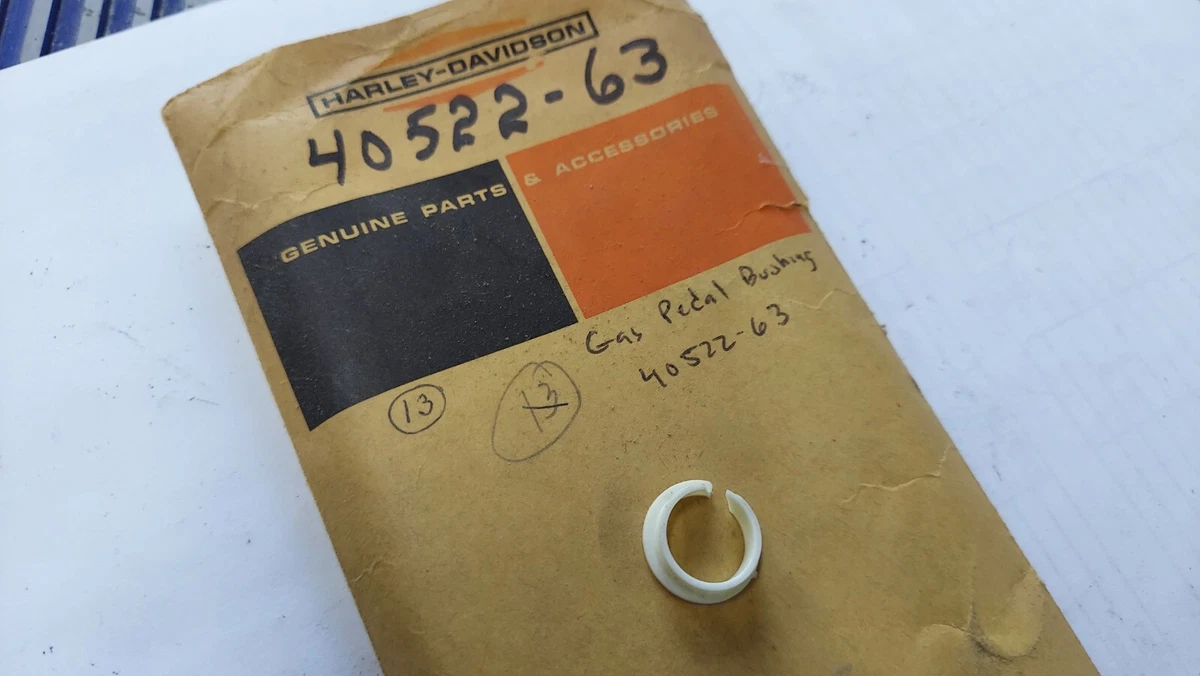 HARLEY-DAVIDSON
40522-63
GENUINE PARTS & ACCESSORIES
Gas Pedal Bushing
40522-63
13
13